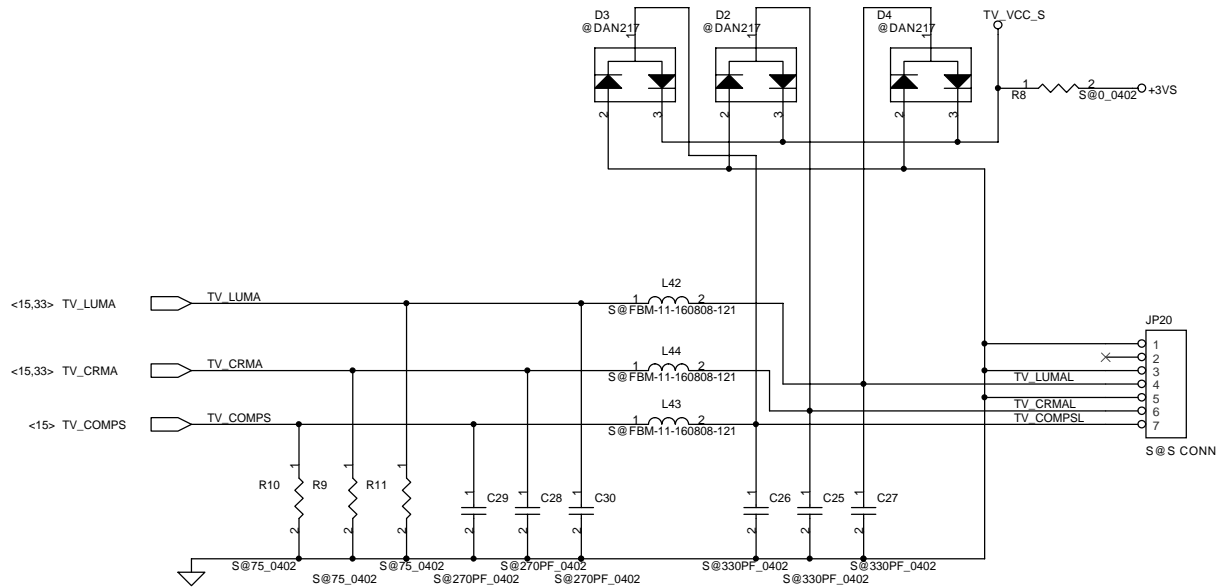 D3
@DAN217
D2
@DAN217
D4
@DAN217
TV_VCC_S
1
1
1
2
3
2
3
2
3
1
R8
2
S@0_0402
+3VS
<15,33> TV_LUMA
TV_LUMA
L42
1
2
S@FBM-11-160808-121
<15,33> TV_CRMA
TV_CRMA
L44
1
2
S@FBM-11-160808-121
<15> TV_COMPS
TV_COMPS
L43
1
2
S@FBM-11-160808-121
JP20
1
2
3
4
5
6
7
TV_LUMAL
TV_CRMAL
TV_COMPSL
S@S CONN
R10
1
2
R9
1
2
R11
1
2
C29
1
2
C28
1
2
C30
1
2
C26
1
2
C25
1
2
C27
1
2
S@75_0402
S@75_0402
S@75_0402
S@270PF_0402
S@270PF_0402
S@270PF_0402
S@330PF_0402
S@330PF_0402
S@330PF_0402